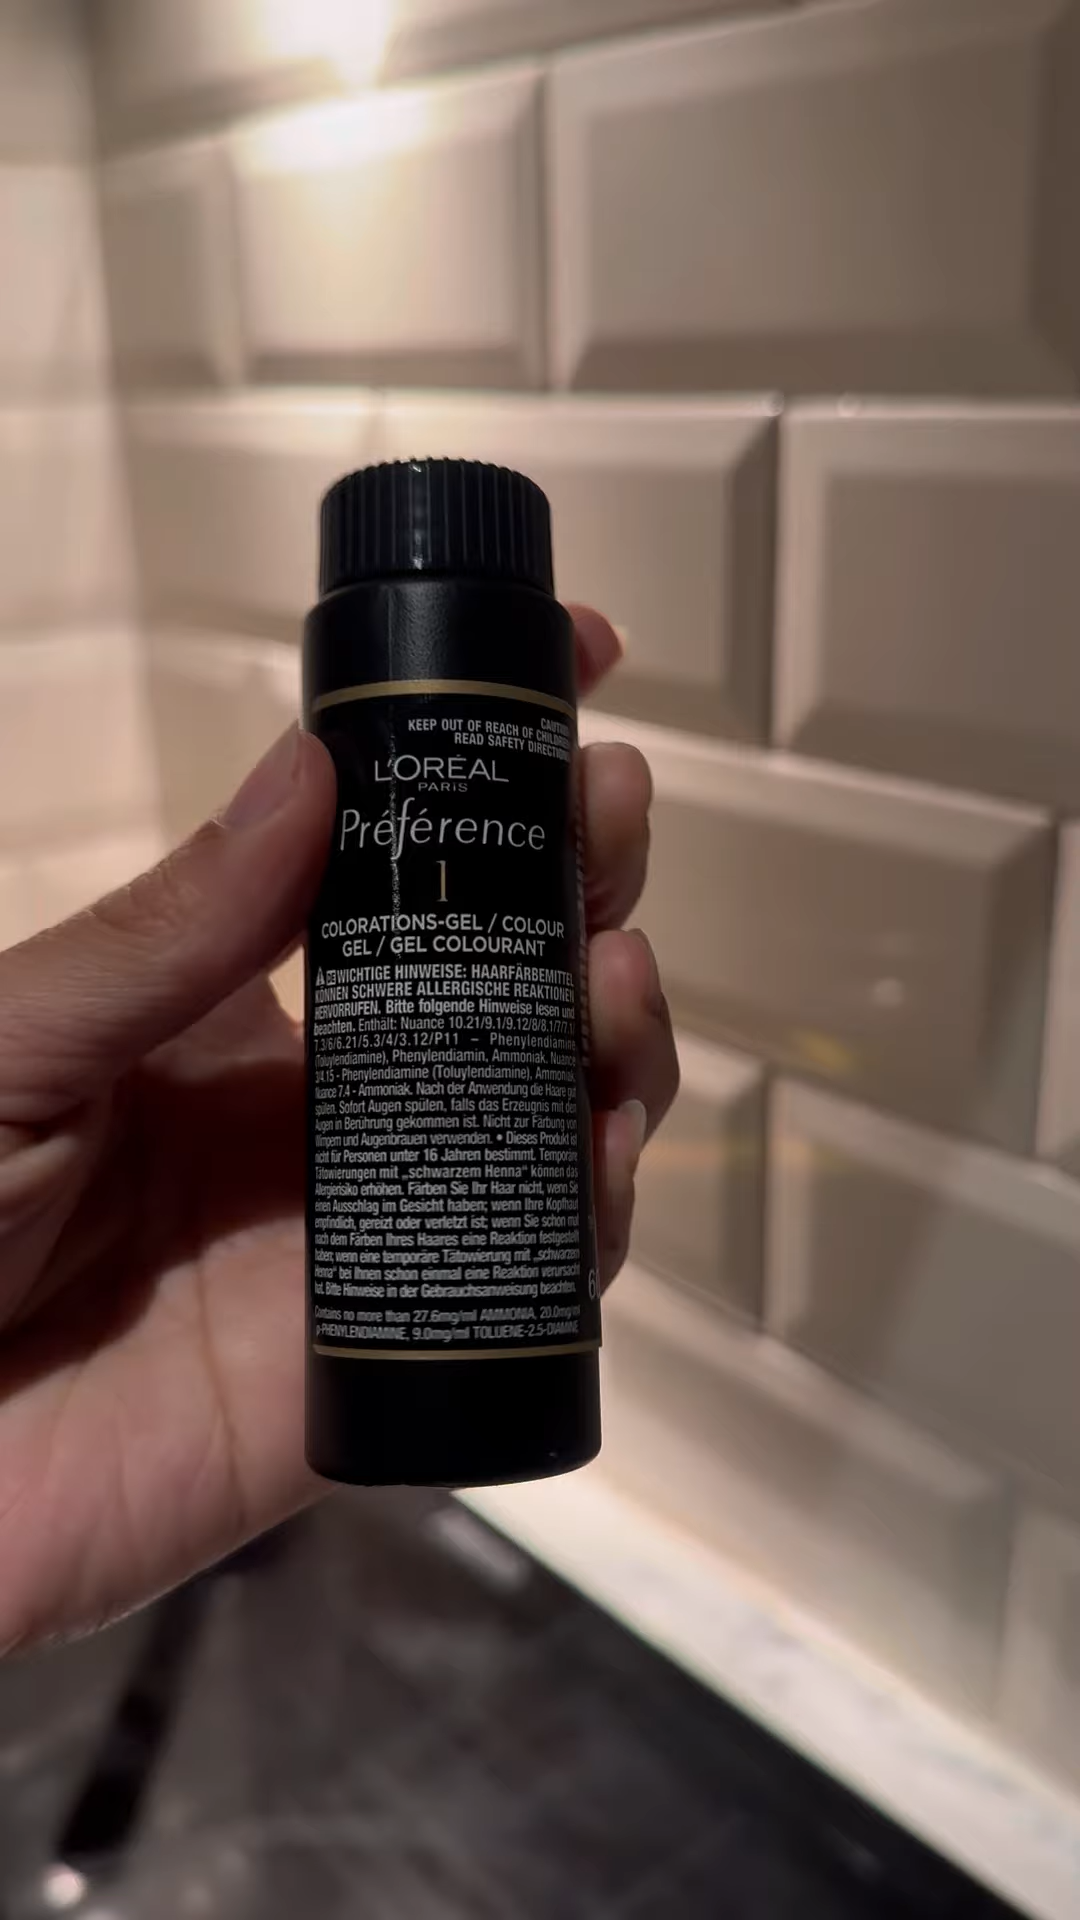 CAUTION
KEEP OUT OF REACH OF CHILDREN
READ SAFETY DIRECTIONS
L'ORÉAL
PARIS
Préférence
1
COLORATIONS-GEL / COLOUR
GEL / GEL COLOURANT
WICHTIGE HINWEISE: HAARFÄRBEMITTEL
KÖNNEN SCHWERE ALLERGISCHE REAKTIONEN
HERVORRUFEN. Bitte folgende Hinweise lesen und
beachten. Enthält: Nuance 10.21/9.1/9.12/8/8.1/7/7.1/
7.3/6/6.21/5.3/4/3.12/P11 – Phenylendiamine
(Toluylendiamine), Phenylendiamin, Ammoniak. Nuance
3/4.15 - Phenylendiamine (Toluylendiamine), Ammoniak.
Nuance 7.4 - Ammoniak. Nach der Anwendung die Haare gut
spülen. Sofort Augen spülen, falls das Erzeugnis mit den
Augen in Berührung gekommen ist. Nicht zur Färbung von
Wimpern und Augenbrauen verwenden. • Dieses Produkt ist
nicht für Personen unter 16 Jahren bestimmt. Temporäre
Tätowierungen mit „schwarzem Henna“ können das
Allergierisiko erhöhen. Färben Sie Ihr Haar nicht, wenn Sie
einen Ausschlag im Gesicht haben; wenn Ihre Kopfhaut
empfindlich, gereizt oder verletzt ist; wenn Sie schon mal
nach dem Färben Ihres Haares eine Reaktion festgestellt
haben; wenn eine temporäre Tätowierung mit „schwarzem
Henna“ bei Ihnen schon einmal eine Reaktion verursacht
hat. Bitte Hinweise in der Gebrauchsanweisung beachten.
Contains no more than 27.6mg/ml AMMONIA, 20.0mg/ml
p-PHENYLENDIAMINE, 9.0mg/ml TOLUENE-2.5-DIAMINE